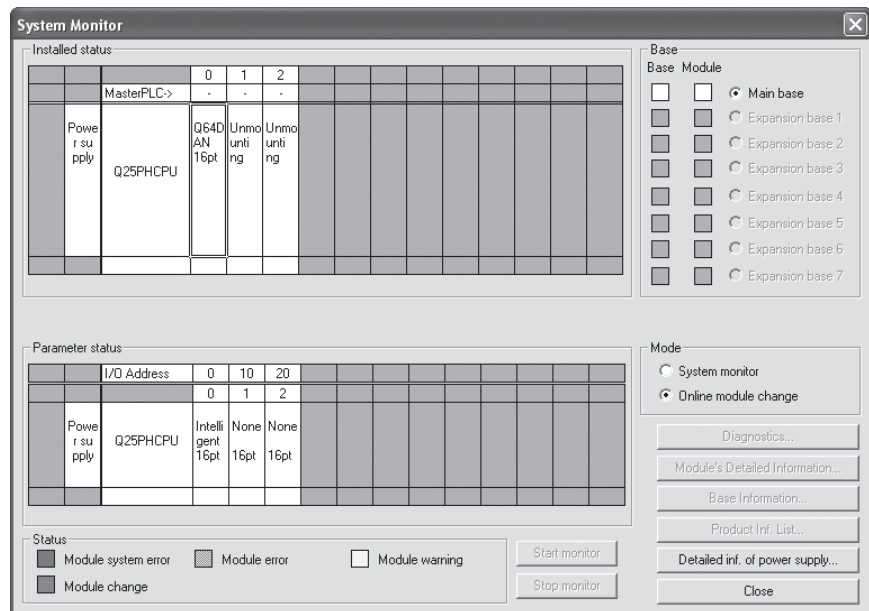 System Monitor
Installed status
0 1 2
MasterPLC-> - - -
Powe
r su
pply
Q25PHCPU
Q64D
AN
16pt
Unmo
unti
ng
Unmo
unti
ng
Base
Base Module
Main base
Expansion base 1
Expansion base 2
Expansion base 3
Expansion base 4
Expansion base 5
Expansion base 6
Expansion base 7
Parameter status
I/O Address 0 10 20
0 1 2
Powe
r su
pply
Q25PHCPU
Intelli
gent
16pt
None
16pt
None
16pt
Mode
System monitor
Online module change
Diagnostics...
Module's Detailed Information...
Base Information...
Product Inf. List...
Detailed inf. of power supply...
Close
Status
Module system error
Module error
Module warning
Module change
Start monitor
Stop monitor